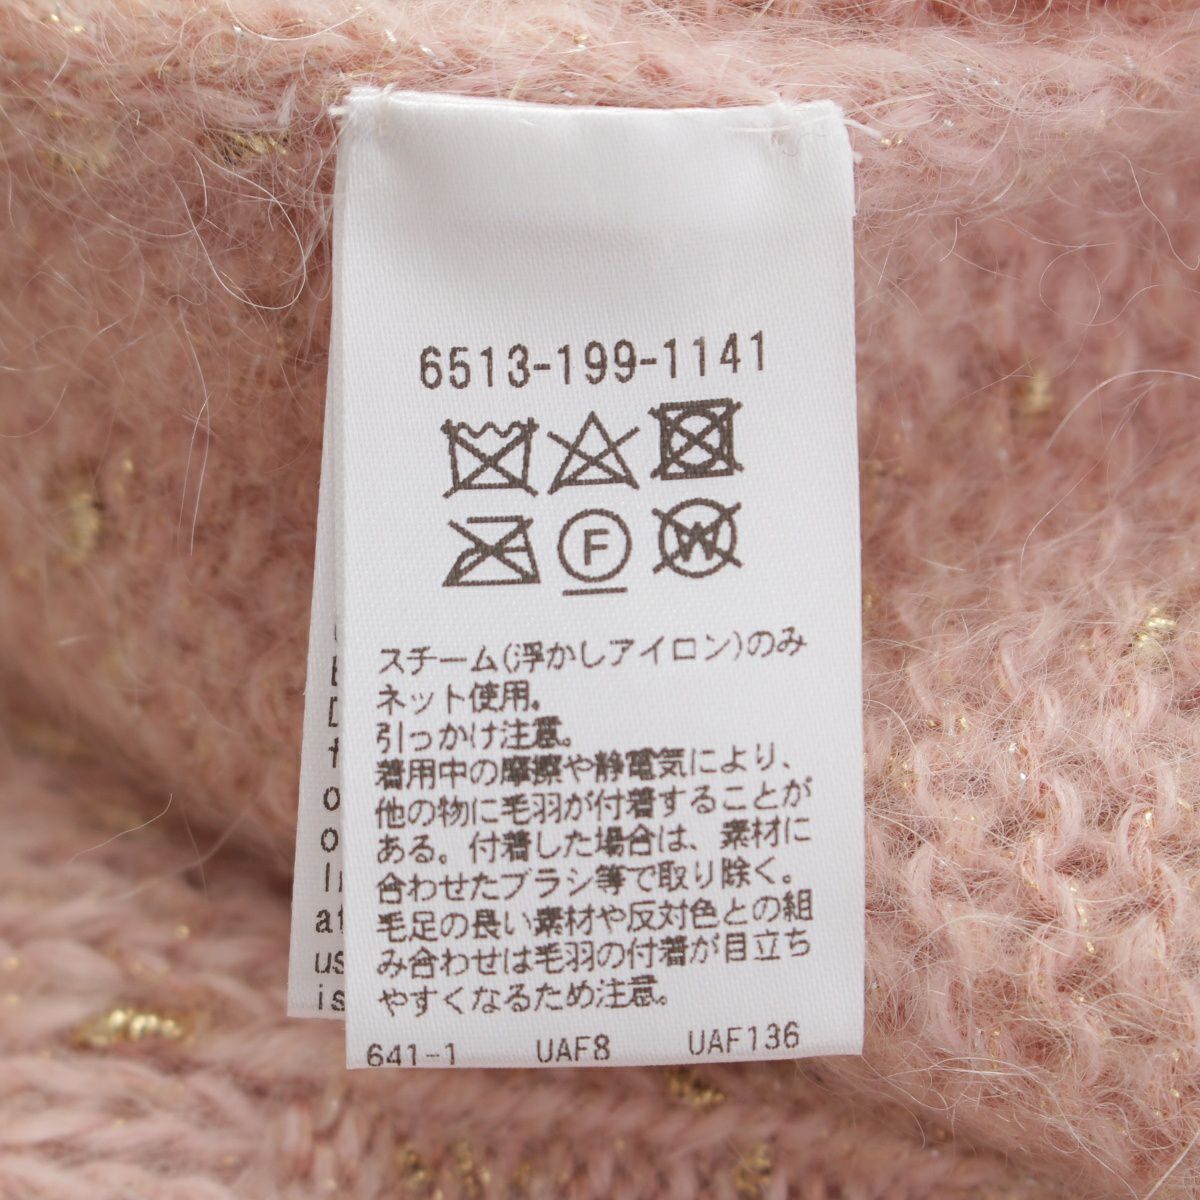 6513-199-1141
F
W
スチーム(浮かしアイロン)のみ
ネット使用。
引っかけ注意。
着用中の摩擦や静電気により、
他の物に毛羽が付着することが
ある。付着した場合は、素材に
合わせたブラシ等で取り除く。
毛足の長い素材や反対色との組
み合わせは毛羽の付着が目立ち
やすくなるため注意。
641-1 UAF8 UAF136
us
is